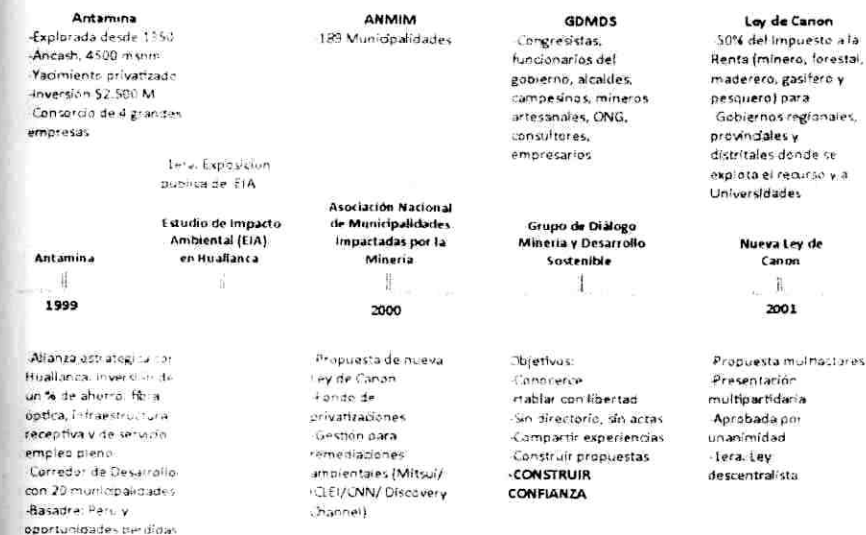 Antamina
-Explorada desde 1950
-Ancash, 4500 msnm
-Yacimiento privatizado
-Inversión $2.500 M
-Consorcio de 4 grandes
empresas
1era. Exposición
pública de EIA
Estudio de Impacto
Ambiental (EIA)
en Huallanca
Antamina
1999
-Alianza estratégica con
Huallanca. Inversión de
un % de ahorro: fibra
óptica, infraestructura
receptiva y de servicio
empleo pleno
-Corredor de Desarrollo
con 20 municipalidades
-Basadre: Perú y
oportunidades perdidas
ANMIM
-189 Municipalidades
Asociación Nacional
de Municipalidades
Impactadas por la
Minería
2000
-Propuesta de nueva
Ley de Canon
-Fondo de
privatizaciones
-Gestión para
remediaciones
ambientales (Mitsui/
ICLEI/CNN/ Discovery
Channel)
GDMDS
-Congresistas,
funcionarios del
gobierno, alcaldes,
campesinos, mineros
artesanales, ONG,
consultores,
empresarios
Grupo de Diálogo
Minería y Desarrollo
Sostenible
Objetivos:
-Conocerce
-Hablar con libertad
-Sin directorio, sin actas
-Compartir experiencias
-Construir propuestas
-CONSTRUIR
CONFIANZA
Ley de Canon
-50% del Impuesto a la
Renta (minero, forestal,
maderero, gasífero y
pesquero) para
Gobiernos regionales,
provinciales y
distritales donde se
explota el recurso y a
Universidades
Nueva Ley de
Canon
2001
-Propuesta multiactores
-Presentación
multipartidaria
-Aprobada por
unanimidad
-1era. Ley
descentralista